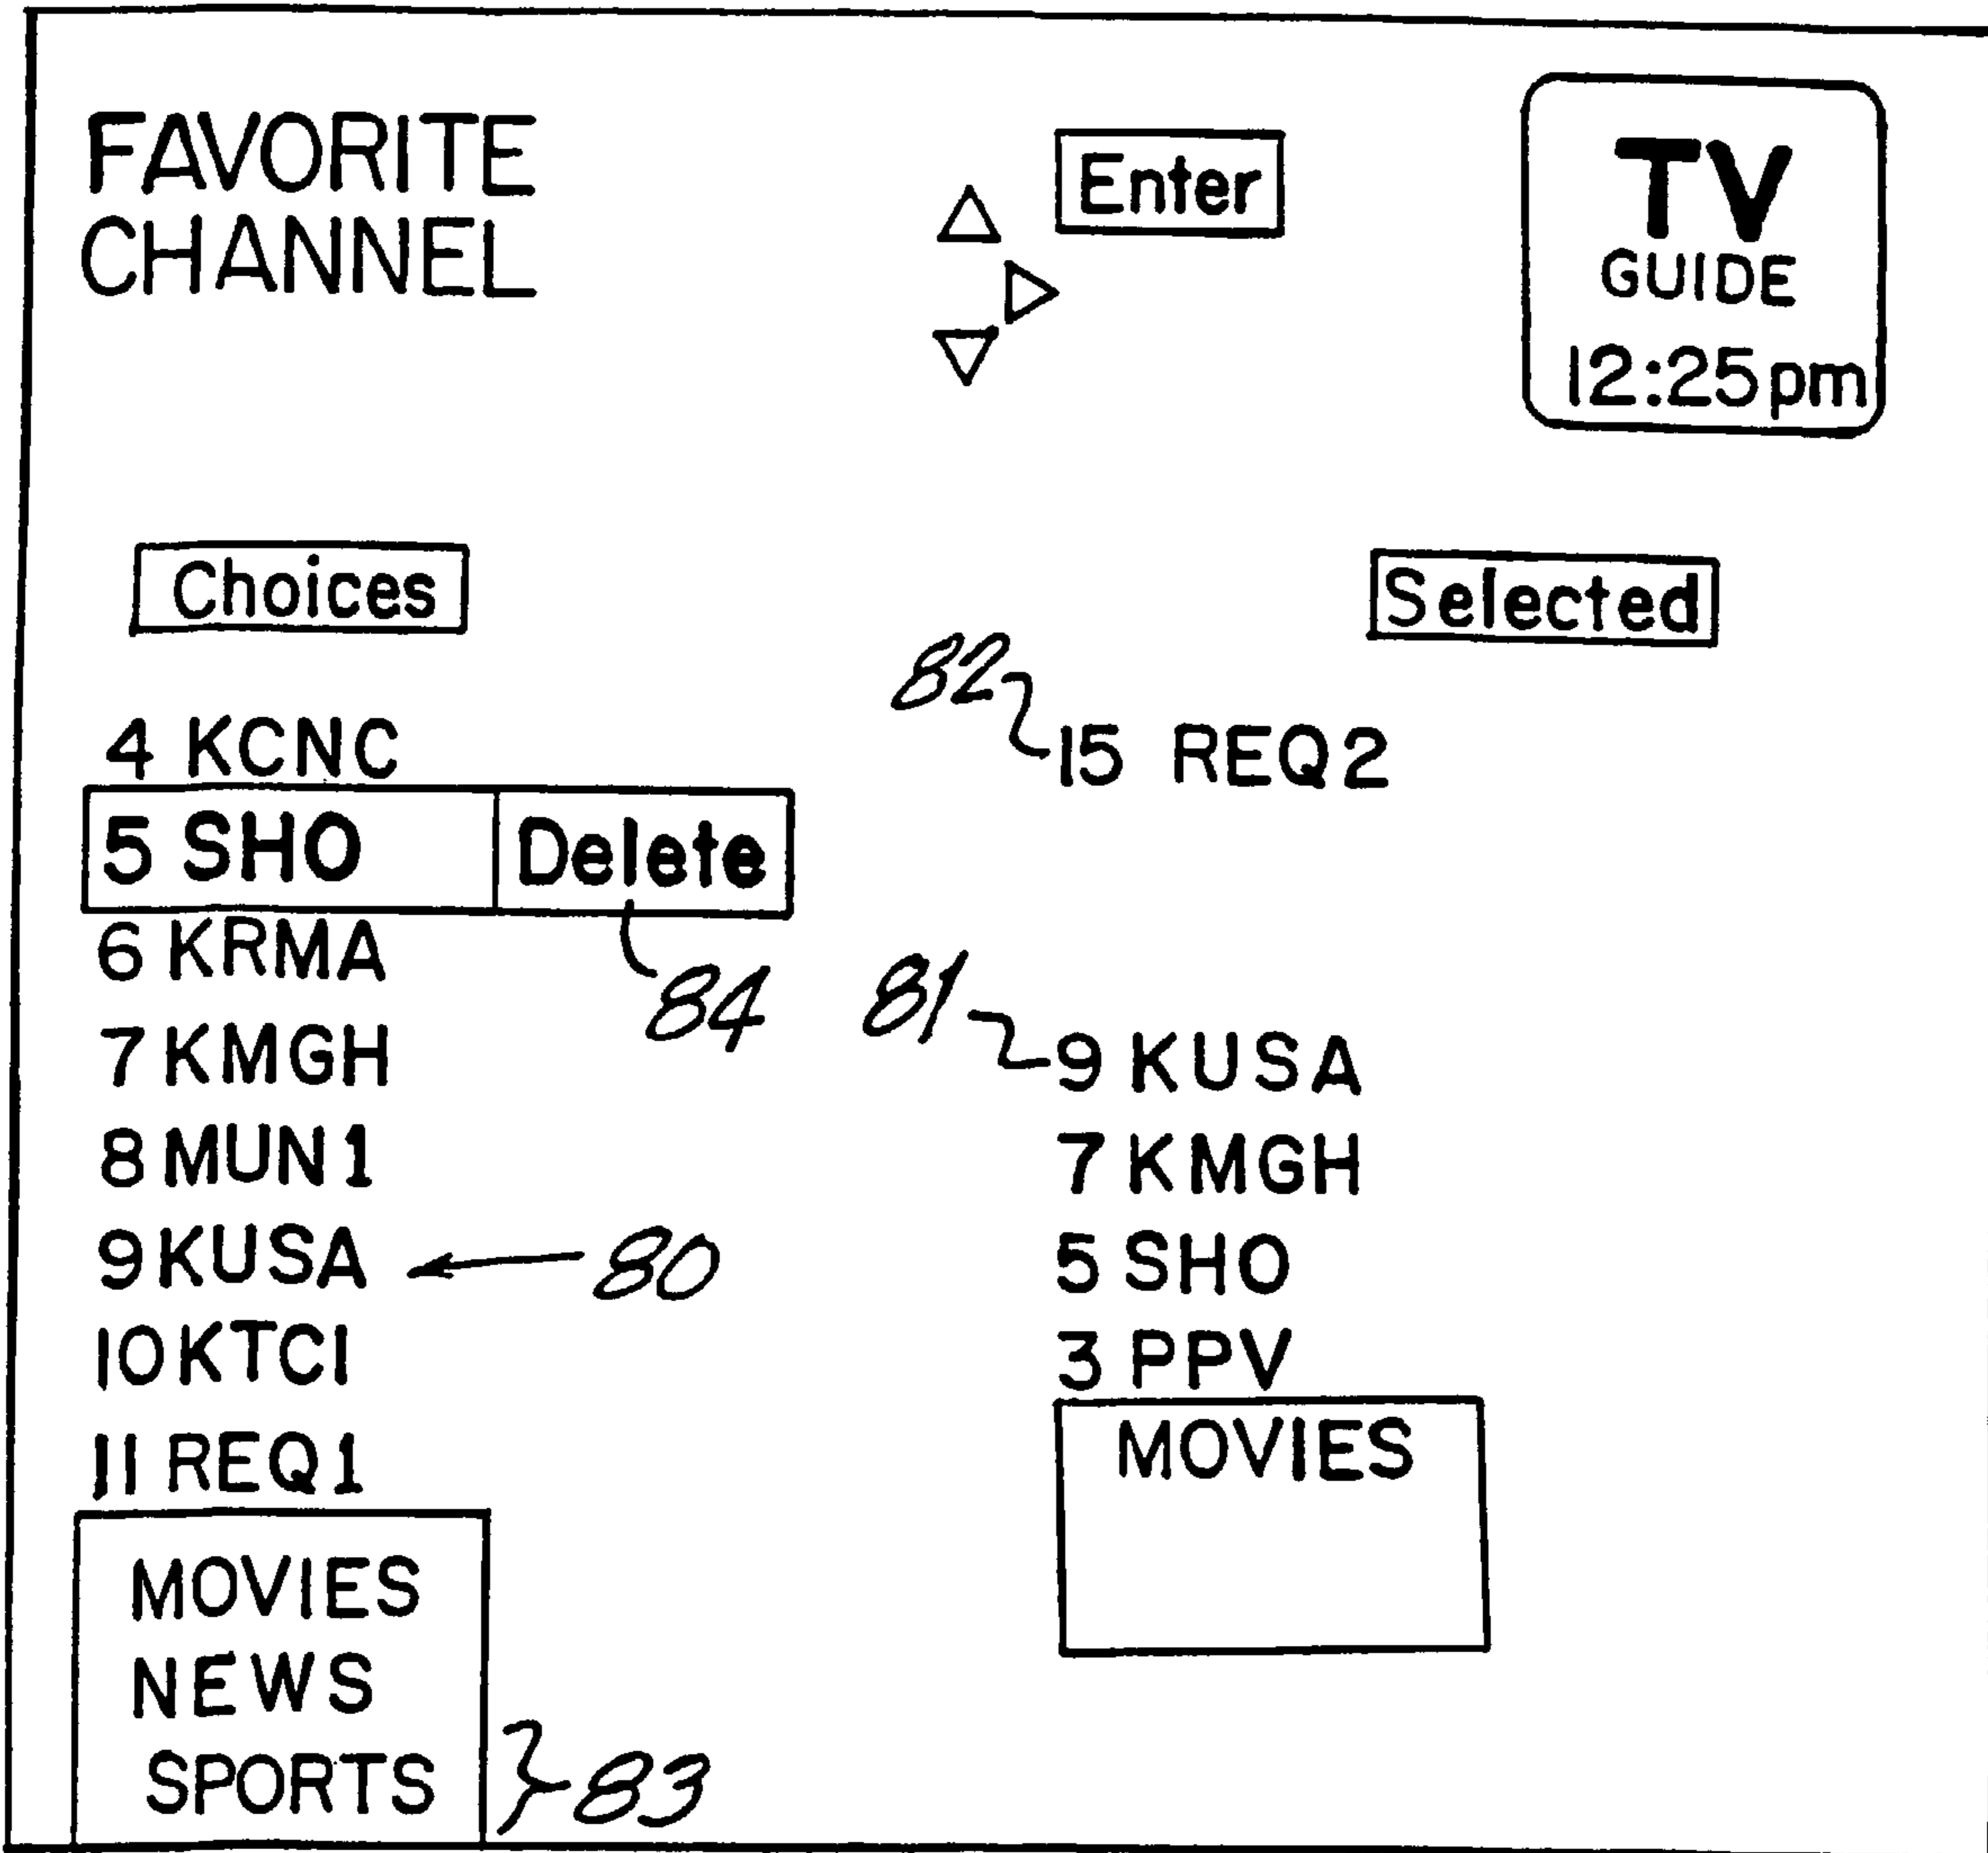 FAVORITE
CHANNEL
Enter
TV
GUIDE
12:25pm
Choices
Selected
4 KCNC
5 SHO Delete
6 KRMA
7 KMGH
8 MUN1
9 KUSA
10 KTCI
11 REQ1
MOVIES
NEWS
SPORTS
84
80
83
82
15 REQ2
81
9 KUSA
7 KMGH
5 SHO
3 PPV
MOVIES